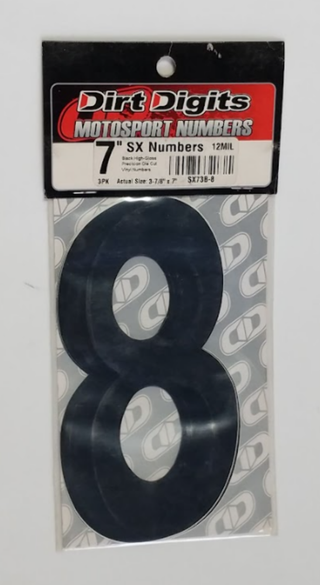 Dirt Digits
MOTOSPORT NUMBERS
7" SX Numbers 12MIL
Black High-Gloss
Precision Die Cut
Vinyl Numbers
3PK Actual Size: 3-7/8" x 7" SX738-8
8